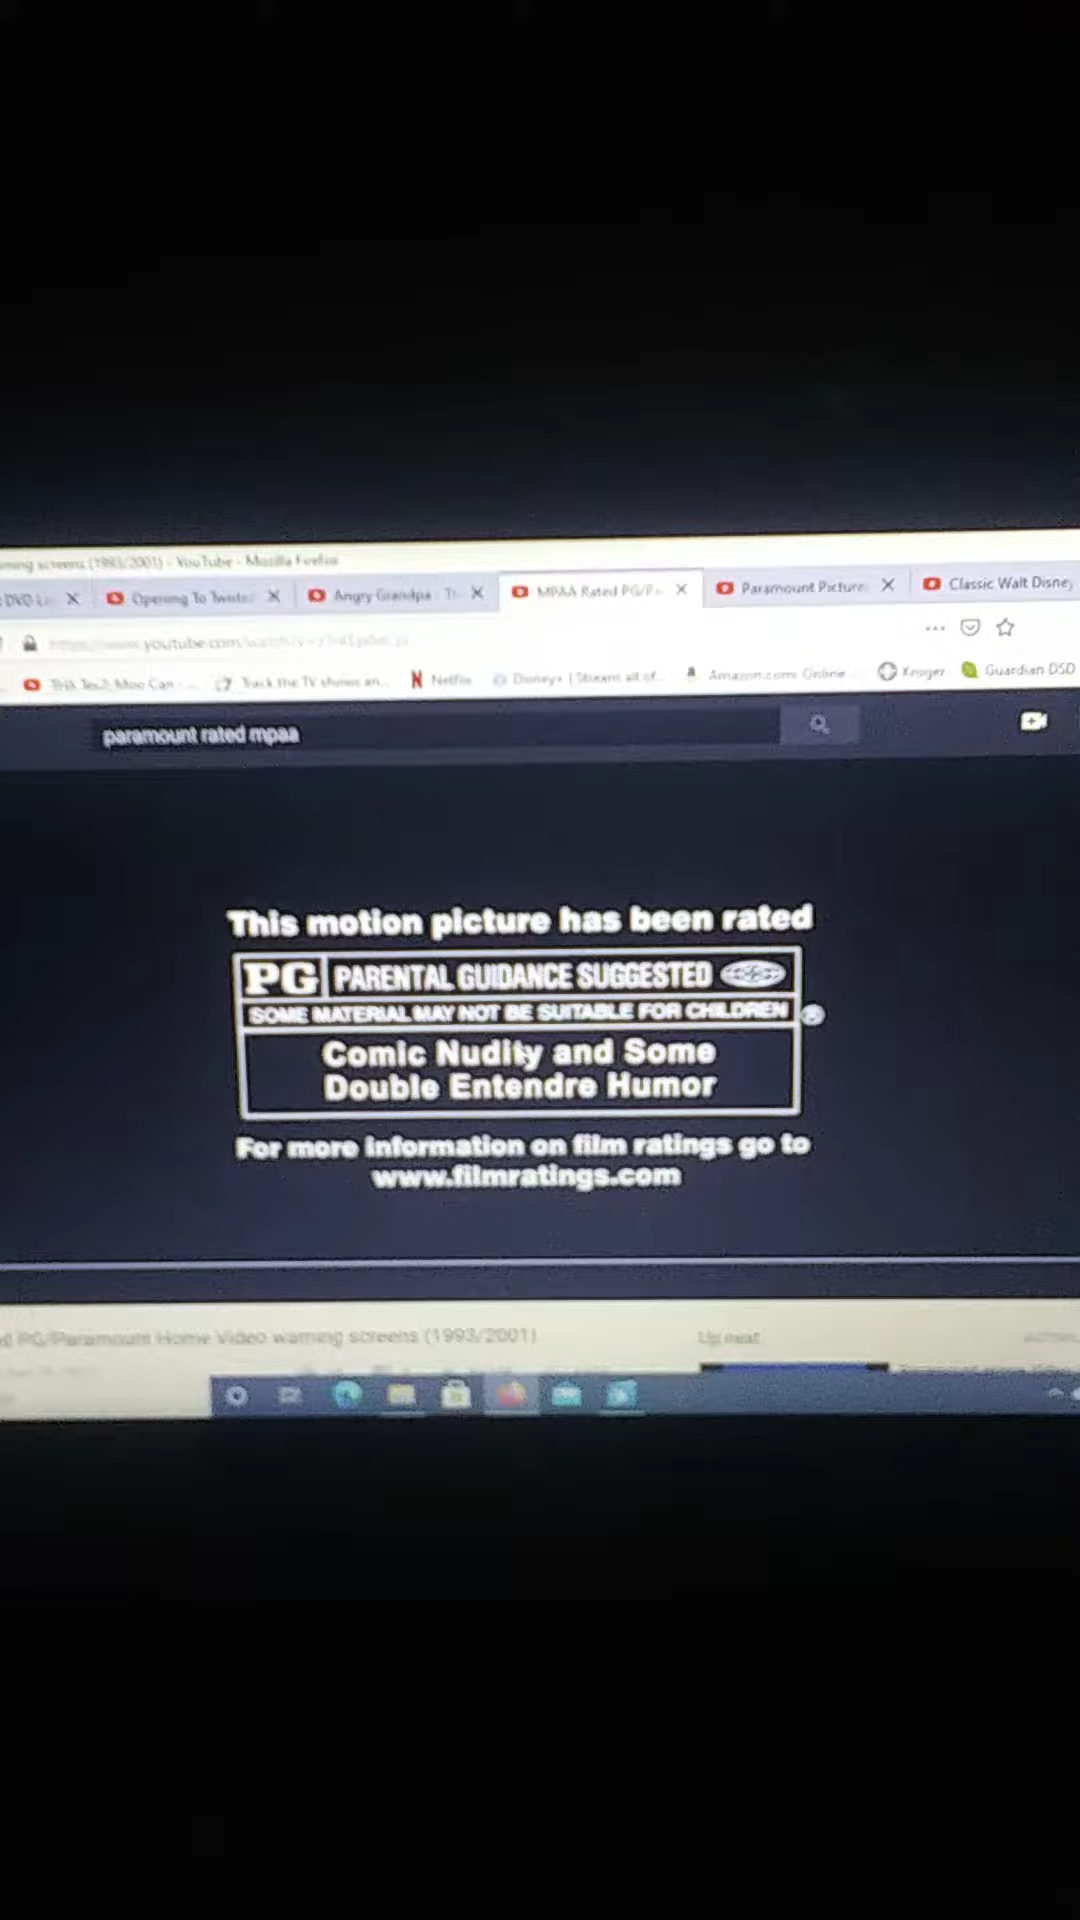 screens (1993/2001) - YouTube - Mozilla Firefox
Opening To Twister
Angry Grandpa - Th
MPAA Rated PG/P
Paramount Picture
Classic Walt Disney
youtube.com
Track the TV shows an...
Netflix
Disney+ | Stream all of...
Amazon.com: Online
Kroger
Guardian DSD
paramount rated mpaa
This motion picture has been rated
PG PARENTAL GUIDANCE SUGGESTED
SOME MATERIAL MAY NOT BE SUITABLE FOR CHILDREN ®
Comic Nudity and Some
Double Entendre Humor
For more information on film ratings go to
www.filmratings.com
PG/Paramount Home Video warning screens (1993/2001)
Up next